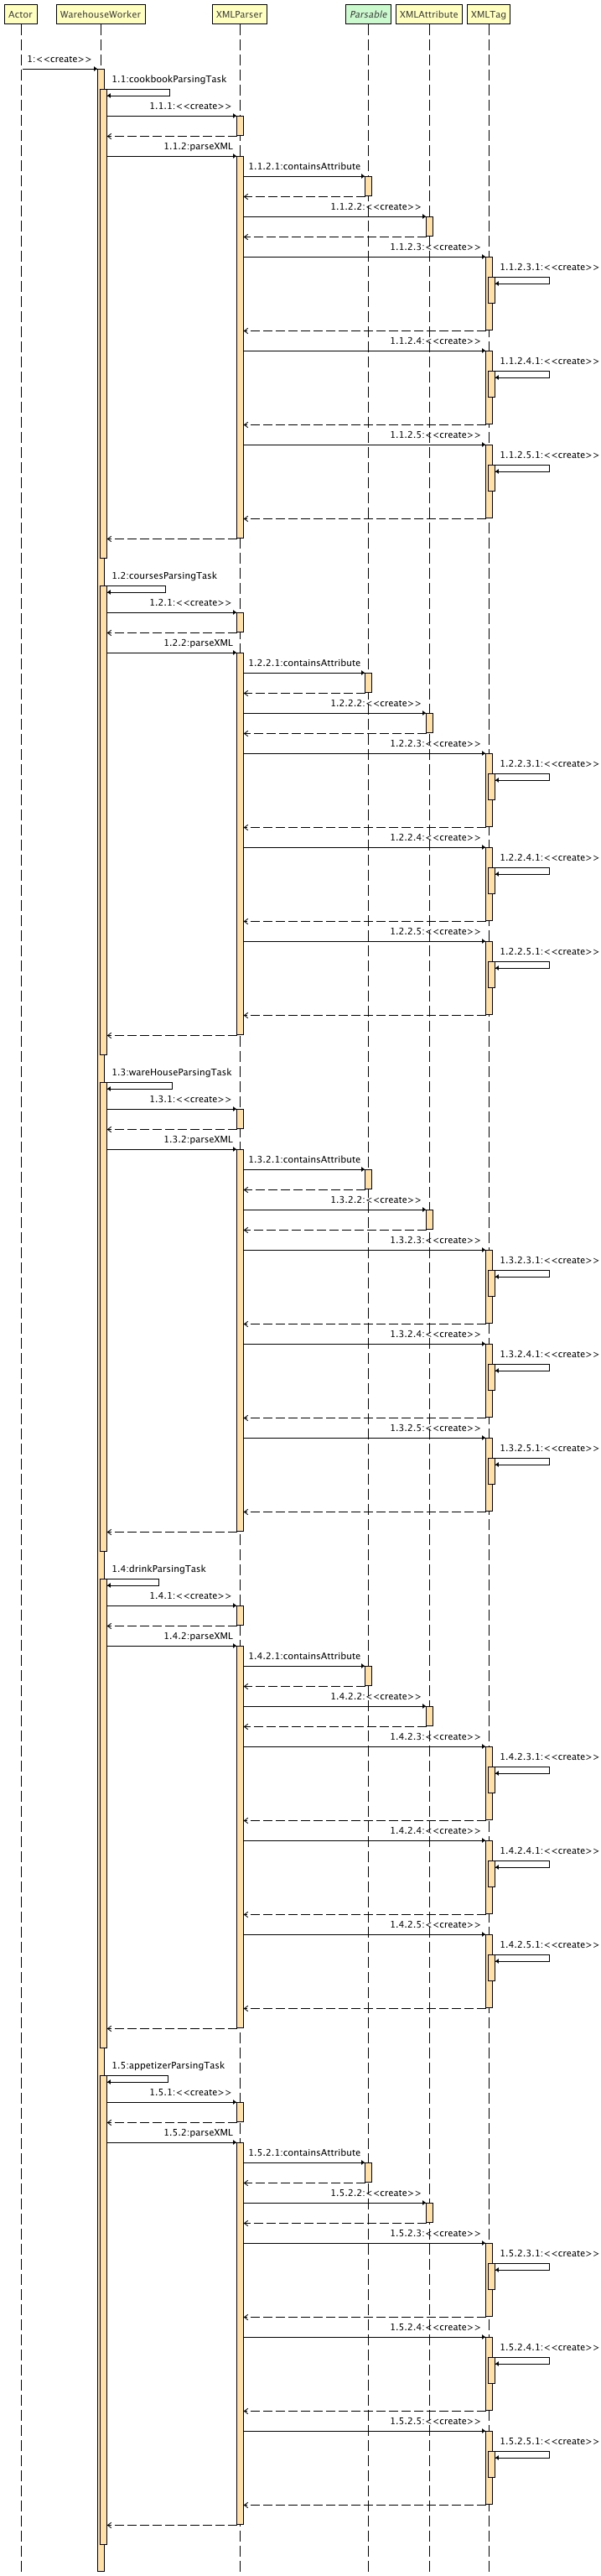 Actor WarehouseWorker XMLParser Parsable XMLAttribute XMLTag
1:<<create>>
1.1:cookbookParsingTask
1.1.1:<<create>>
1.1.2:parseXML
1.1.2.1:containsAttribute
1.1.2.2:<<create>>
1.1.2.3:<<create>>
1.1.2.3.1:<<create>>
1.1.2.4:<<create>>
1.1.2.4.1:<<create>>
1.1.2.5:<<create>>
1.1.2.5.1:<<create>>
1.2:coursesParsingTask
1.2.1:<<create>>
1.2.2:parseXML
1.2.2.1:containsAttribute
1.2.2.2:<<create>>
1.2.2.3:<<create>>
1.2.2.3.1:<<create>>
1.2.2.4:<<create>>
1.2.2.4.1:<<create>>
1.2.2.5:<<create>>
1.2.2.5.1:<<create>>
1.3:wareHouseParsingTask
1.3.1:<<create>>
1.3.2:parseXML
1.3.2.1:containsAttribute
1.3.2.2:<<create>>
1.3.2.3:<<create>>
1.3.2.3.1:<<create>>
1.3.2.4:<<create>>
1.3.2.4.1:<<create>>
1.3.2.5:<<create>>
1.3.2.5.1:<<create>>
1.4:drinkParsingTask
1.4.1:<<create>>
1.4.2:parseXML
1.4.2.1:containsAttribute
1.4.2.2:<<create>>
1.4.2.3:<<create>>
1.4.2.3.1:<<create>>
1.4.2.4:<<create>>
1.4.2.4.1:<<create>>
1.4.2.5:<<create>>
1.4.2.5.1:<<create>>
1.5:appetizerParsingTask
1.5.1:<<create>>
1.5.2:parseXML
1.5.2.1:containsAttribute
1.5.2.2:<<create>>
1.5.2.3:<<create>>
1.5.2.3.1:<<create>>
1.5.2.4:<<create>>
1.5.2.4.1:<<create>>
1.5.2.5:<<create>>
1.5.2.5.1:<<create>>